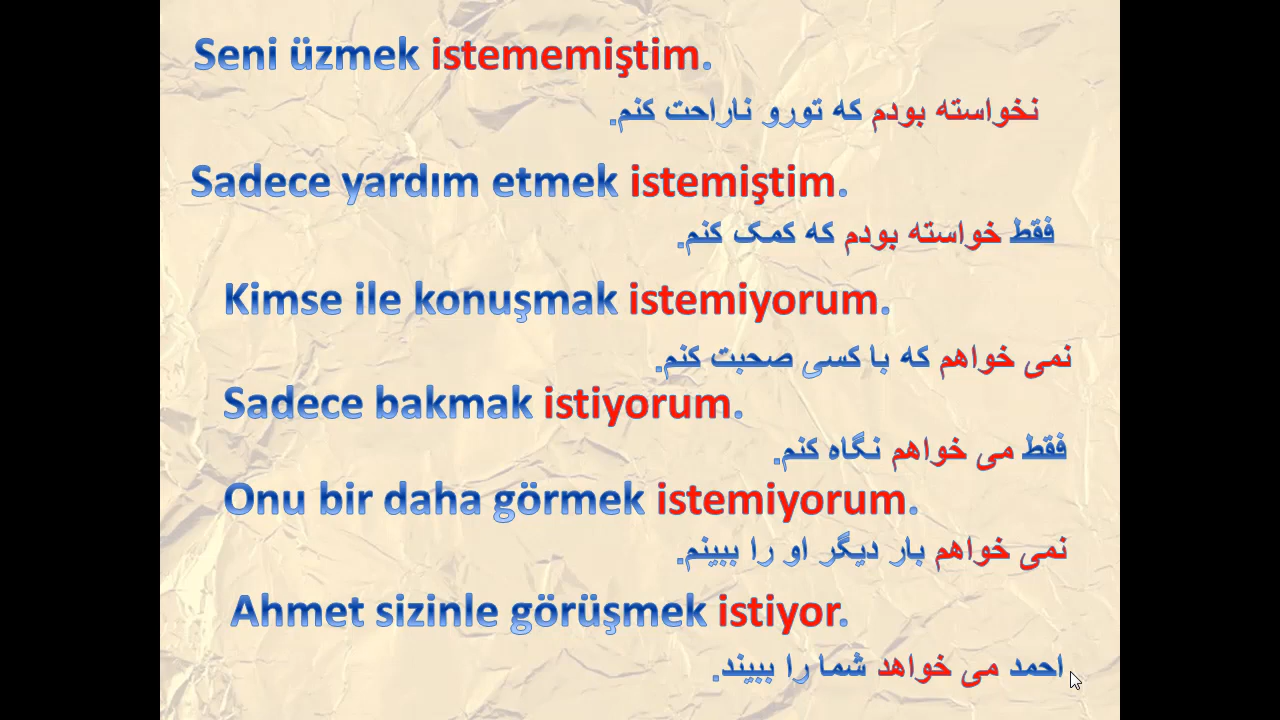 Seni üzmek istememiştim.
نخواسته بودم که تورو ناراحت کنم.
Sadece yardım etmek istemiştim.
فقط خواسته بودم که کمک کنم.
Kimse ile konuşmak istemiyorum.
نمی خواهم که با کسی صحبت کنم.
Sadece bakmak istiyorum.
فقط می خواهم نگاه کنم.
Onu bir daha görmek istemiyorum.
نمی خواهم بار دیگر او را ببینم.
Ahmet sizinle görüşmek istiyor.
احمد می خواهد شما را ببیند.